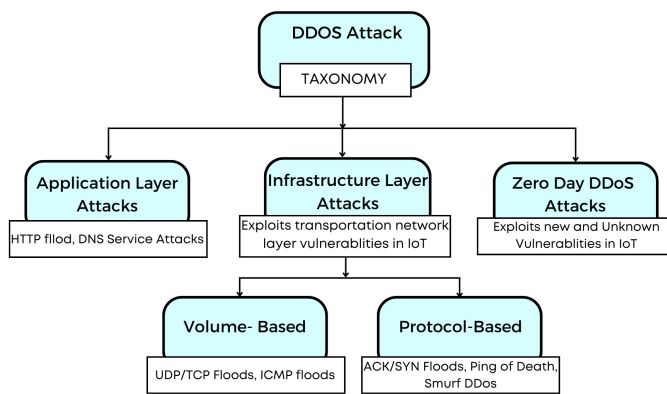 DDOS Attack
TAXONOMY
Application Layer
Attacks
HTTP fllod, DNS Service Attacks
Infrastructure Layer
Attacks
Exploits transportation network
layer vulnerablities in IoT
Zero Day DDoS
Attacks
Exploits new and Unknown
Vulnerablities in IoT
Volume- Based
UDP/TCP Floods, ICMP floods
Protocol-Based
ACK/SYN Floods, Ping of Death,
Smurf DDos